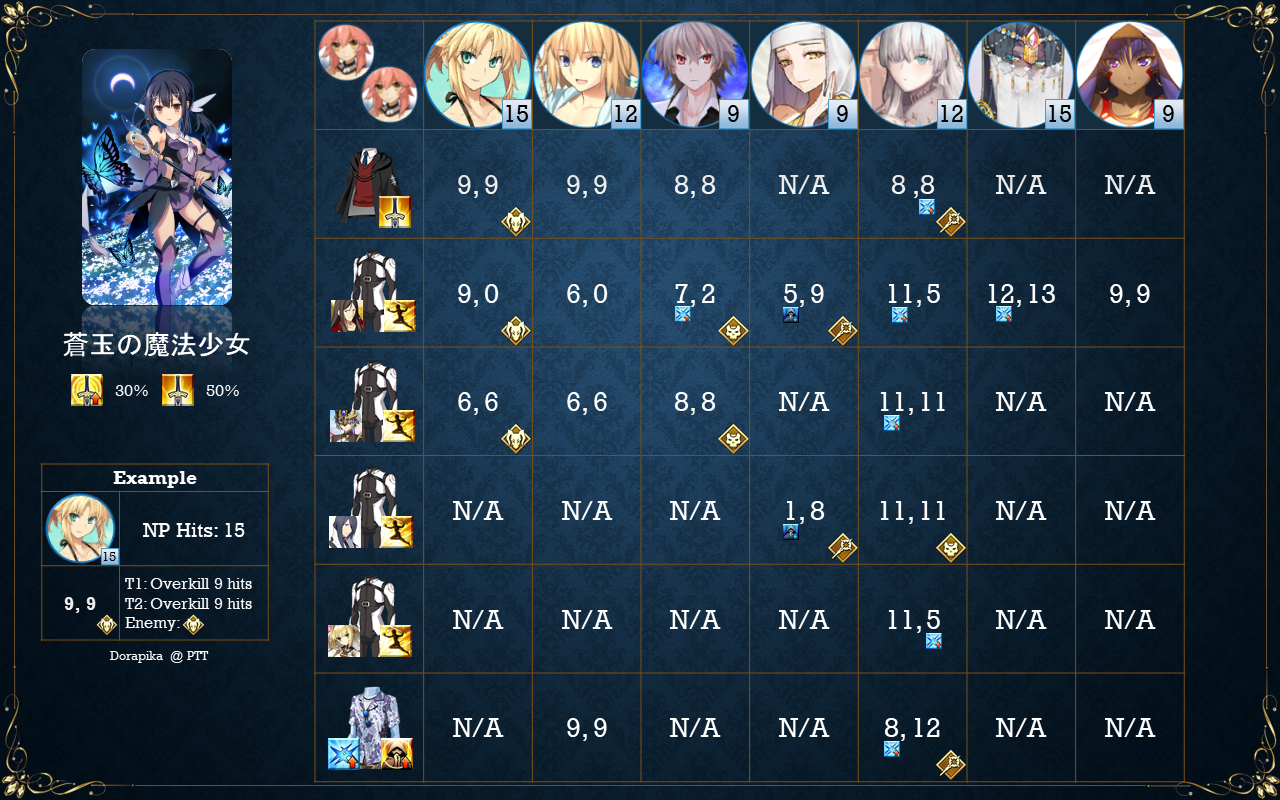 15 12 9 9 12 15 9
9, 9 9, 9 8, 8 N/A 8 ,8 N/A N/A
9, 0 6, 0 7, 2 5, 9 11, 5 12, 13 9, 9
6, 6 6, 6 8, 8 N/A 11, 11 N/A N/A
N/A N/A N/A 1, 8 11, 11 N/A N/A
N/A N/A N/A N/A 11, 5 N/A N/A
N/A 9, 9 N/A N/A 8, 12 N/A N/A
蒼玉の魔法少女
30% 50%
Example
15
NP Hits: 15
9, 9
T1: Overkill 9 hits
T2: Overkill 9 hits
Enemy:
Dorapika @ PTT